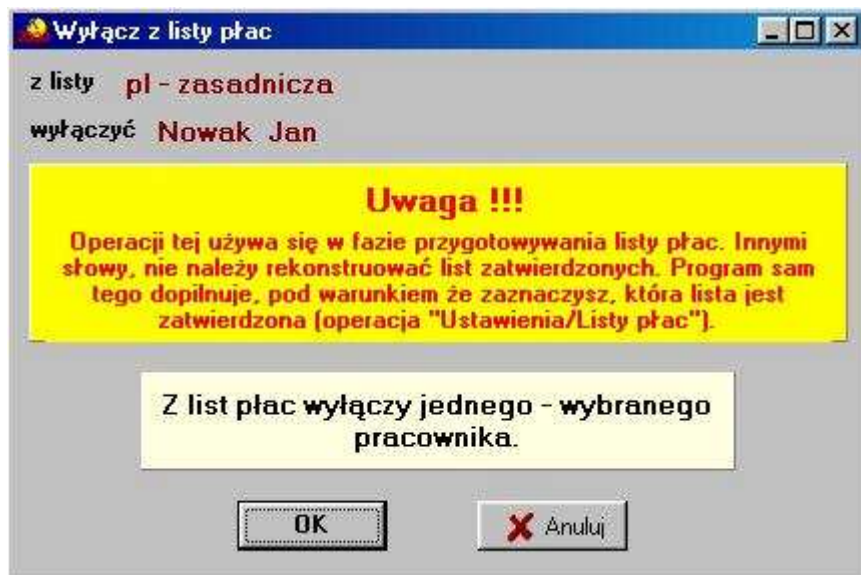 Wyłącz z listy płac
z listy pl - zasadnicza
wyłączyć Nowak Jan
Uwaga !!!
Operacji tej używa się w fazie przygotowywania listy płac. Innymi
słowy, nie należy rekonstruować list zatwierdzonych. Program sam
tego dopilnuje, pod warunkiem że zaznaczysz, która lista jest
zatwierdzona (operacja "Ustawienia/Listy płac").
Z list płac wyłączy jednego - wybranego
pracownika.
OK
Anuluj